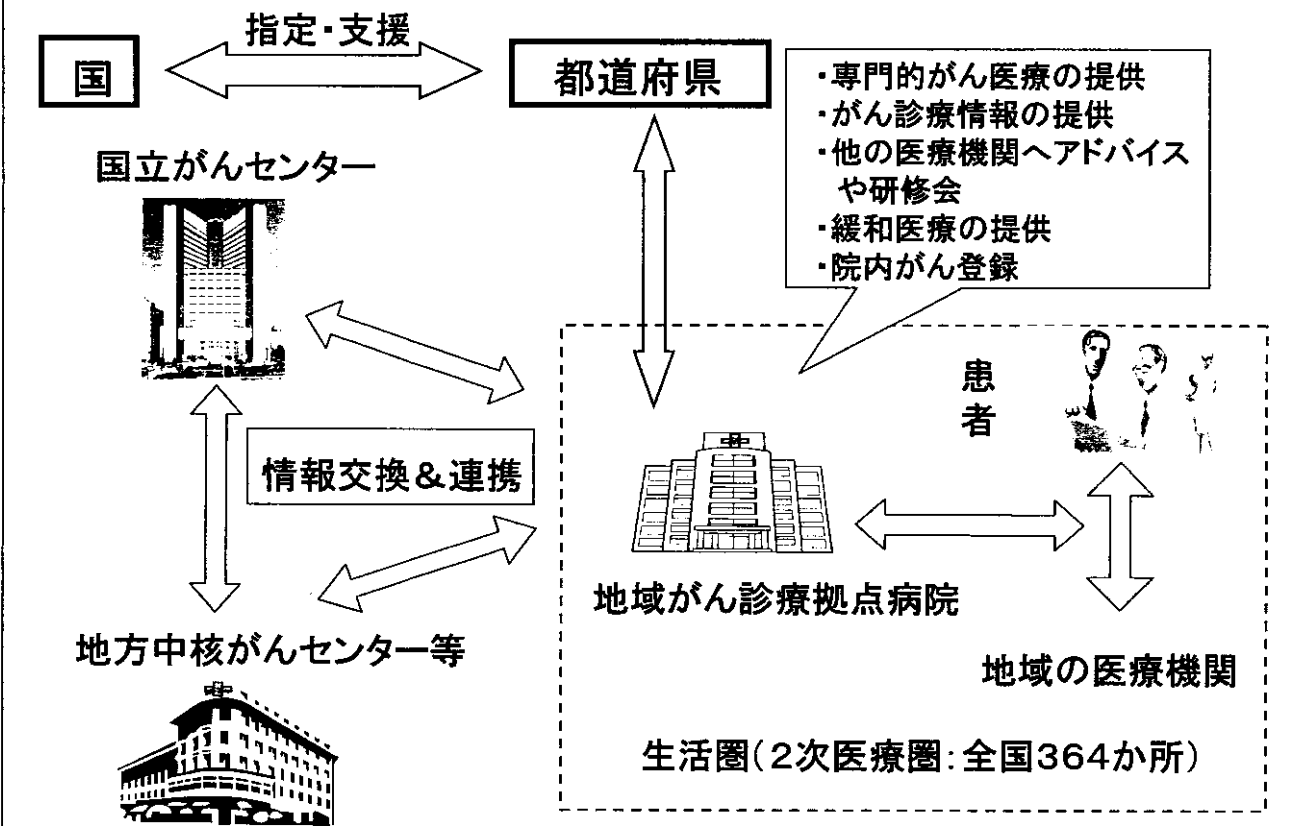 指定・支援
国
都道府県
・専門的がん医療の提供
・がん診療情報の提供
・他の医療機関へアドバイス
や研修会
・緩和医療の提供
・院内がん登録
国立がんセンター
患
者
情報交換&連携
地域がん診療拠点病院
地方中核がんセンター等
地域の医療機関
生活圏(2次医療圏:全国364か所)